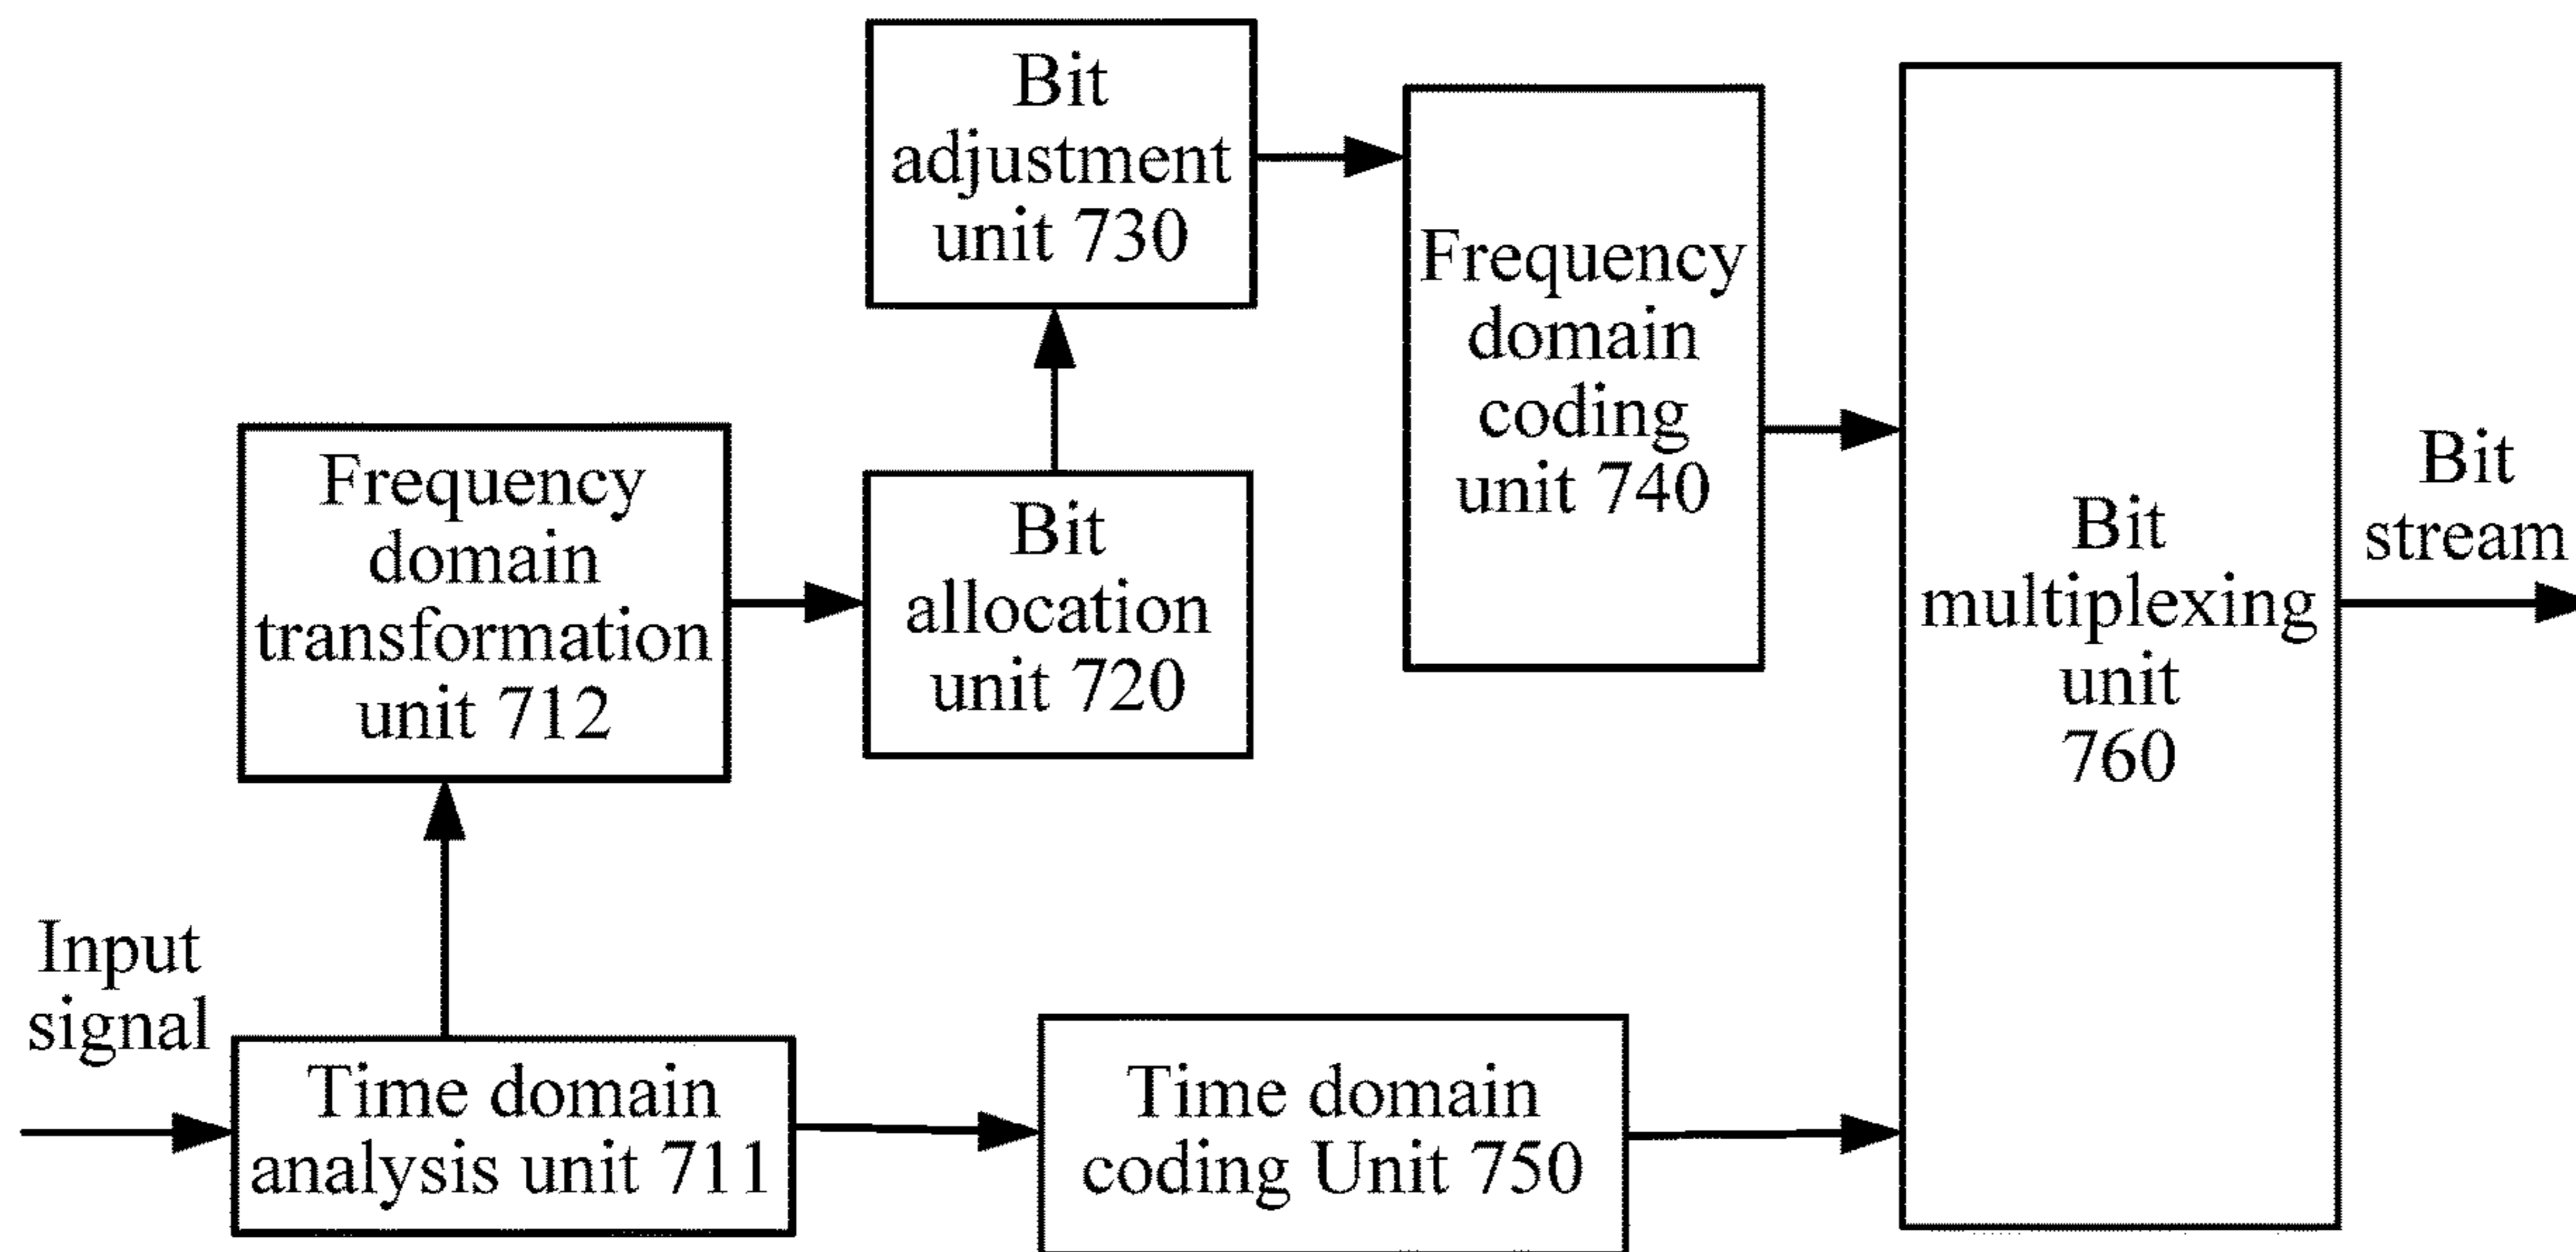 Bit
adjustment
unit 730
Frequency
domain
coding
unit 740
Frequency
domain
transformation
unit 712
Bit
allocation
unit 720
Bit
multiplexing
unit
760
Bit
stream
Input
signal
Time domain
analysis unit 711
Time domain
coding Unit 750